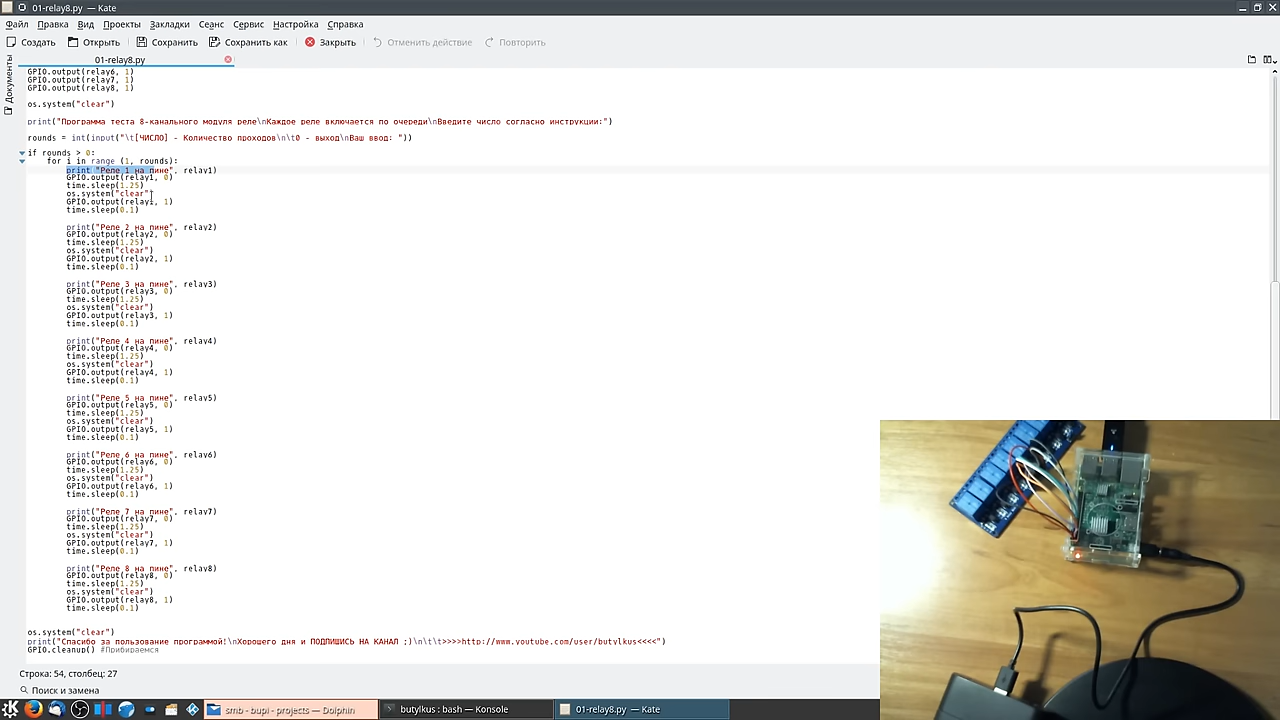 01-relay8.py — Kate
Файл Правка Вид Проекты Закладки Сеанс Сервис Настройка Справка
Создать Открыть Сохранить Сохранить как Закрыть Отменить действие Повторить
01-relay8.py
Документы
GPIO.output(relay6, 1)
GPIO.output(relay7, 1)
GPIO.output(relay8, 1)
os.system("clear")
print("Программа теста 8-канального модуля реле\nКаждое реле включается по очереди\nВведите число согласно инструкции:")
rounds = int(input("\t[ЧИСЛО] - Количество проходов\n\t0 - выход\nВаш ввод: "))
if rounds > 0:
for i in range (1, rounds):
print("Реле 1 на пине", relay1)
GPIO.output(relay1, 0)
time.sleep(1.25)
os.system("clear")
GPIO.output(relay1, 1)
time.sleep(0.1)
print("Реле 2 на пине", relay2)
GPIO.output(relay2, 0)
time.sleep(1.25)
os.system("clear")
GPIO.output(relay2, 1)
time.sleep(0.1)
print("Реле 3 на пине", relay3)
GPIO.output(relay3, 0)
time.sleep(1.25)
os.system("clear")
GPIO.output(relay3, 1)
time.sleep(0.1)
print("Реле 4 на пине", relay4)
GPIO.output(relay4, 0)
time.sleep(1.25)
os.system("clear")
GPIO.output(relay4, 1)
time.sleep(0.1)
print("Реле 5 на пине", relay5)
GPIO.output(relay5, 0)
time.sleep(1.25)
os.system("clear")
GPIO.output(relay5, 1)
time.sleep(0.1)
print("Реле 6 на пине", relay6)
GPIO.output(relay6, 0)
time.sleep(1.25)
os.system("clear")
GPIO.output(relay6, 1)
time.sleep(0.1)
print("Реле 7 на пине", relay7)
GPIO.output(relay7, 0)
time.sleep(1.25)
os.system("clear")
GPIO.output(relay7, 1)
time.sleep(0.1)
print("Реле 8 на пине", relay8)
GPIO.output(relay8, 0)
time.sleep(1.25)
os.system("clear")
GPIO.output(relay8, 1)
time.sleep(0.1)
os.system("clear")
print("Спасибо за пользование программой!\nХорошего дня и ПОДПИШИСЬ НА КАНАЛ ;)\n\t\t>>>>http://www.youtube.com/user/butylkus<<<<")
GPIO.cleanup() #Прибираемся
Строка: 54, столбец: 27
Поиск и замена
smb - bupi - projects — Dolphin
butylkus : bash — Konsole
01-relay8.py — Kate